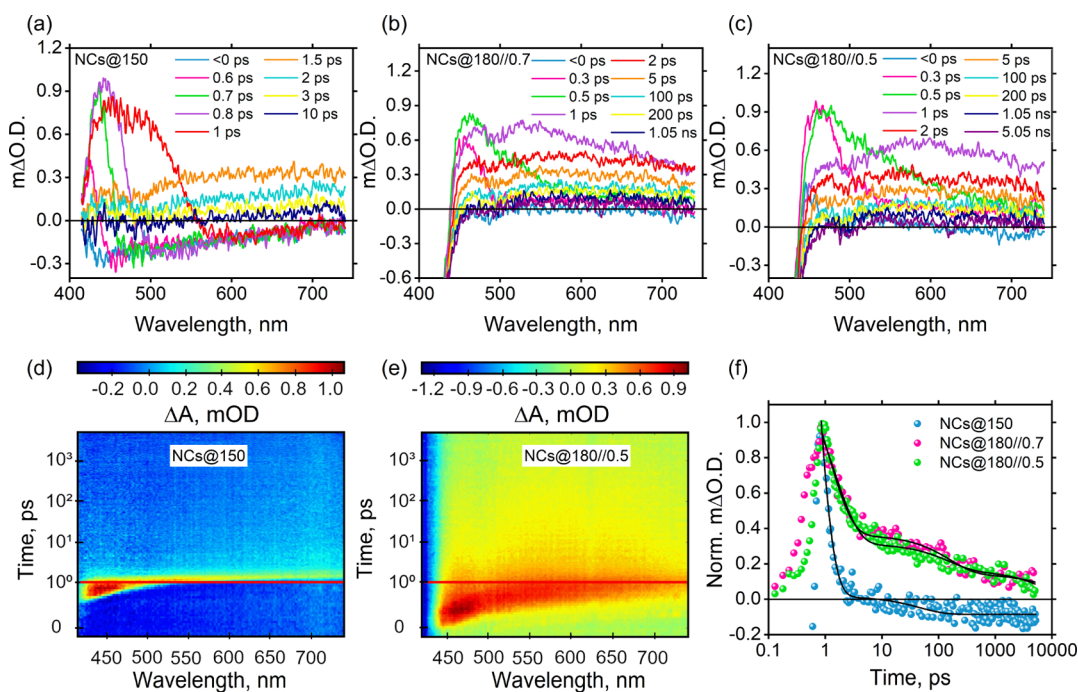 (a)
NCs@150
<0 ps
0.6 ps
0.7 ps
0.8 ps
1 ps
1.5 ps
2 ps
3 ps
10 ps
1.2
0.9
0.6
0.3
0.0
-0.3
m∆O.D.
400 500 600 700
Wavelength, nm
(b)
NCs@180//0.7
<0 ps
0.3 ps
0.5 ps
1 ps
2 ps
5 ps
100 ps
200 ps
1.05 ns
1.2
0.9
0.6
0.3
0.0
-0.3
-0.6
m∆O.D.
400 500 600 700
Wavelength, nm
(c)
NCs@180//0.5
<0 ps
0.3 ps
0.5 ps
1 ps
2 ps
5 ps
100 ps
200 ps
1.05 ns
5.05 ns
1.2
0.9
0.6
0.3
0.0
-0.3
m∆O.D.
400 500 600 700
Wavelength, nm
(d)
-0.2 0.0 0.2 0.4 0.6 0.8 1.0
∆A, mOD
NCs@150
10³
10²
10¹
10⁰
0
Time, ps
450 500 550 600 650 700
Wavelength, nm
(e)
-1.2 -0.9 -0.6 -0.3 0.0 0.3 0.6 0.9
∆A, mOD
NCs@180//0.5
10³
10²
10¹
10⁰
0
Time, ps
450 500 550 600 650 700
Wavelength, nm
(f)
NCs@150
NCs@180//0.7
NCs@180//0.5
1.0
0.8
0.6
0.4
0.2
0.0
-0.2
Norm. m∆O.D.
0.1 1 10 100 1000 10000
Time, ps